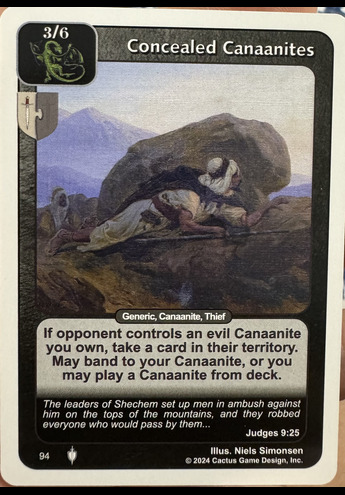 3/6
Concealed Canaanites
Generic, Canaanite, Thief
If opponent controls an evil Canaanite
you own, take a card in their territory.
May band to your Canaanite, or you
may play a Canaanite from deck.
The leaders of Shechem set up men in ambush against
him on the tops of the mountains, and they robbed
everyone who would pass by them...
Judges 9:25
Illus. Niels Simonsen
94
© 2024 Cactus Game Design, Inc.